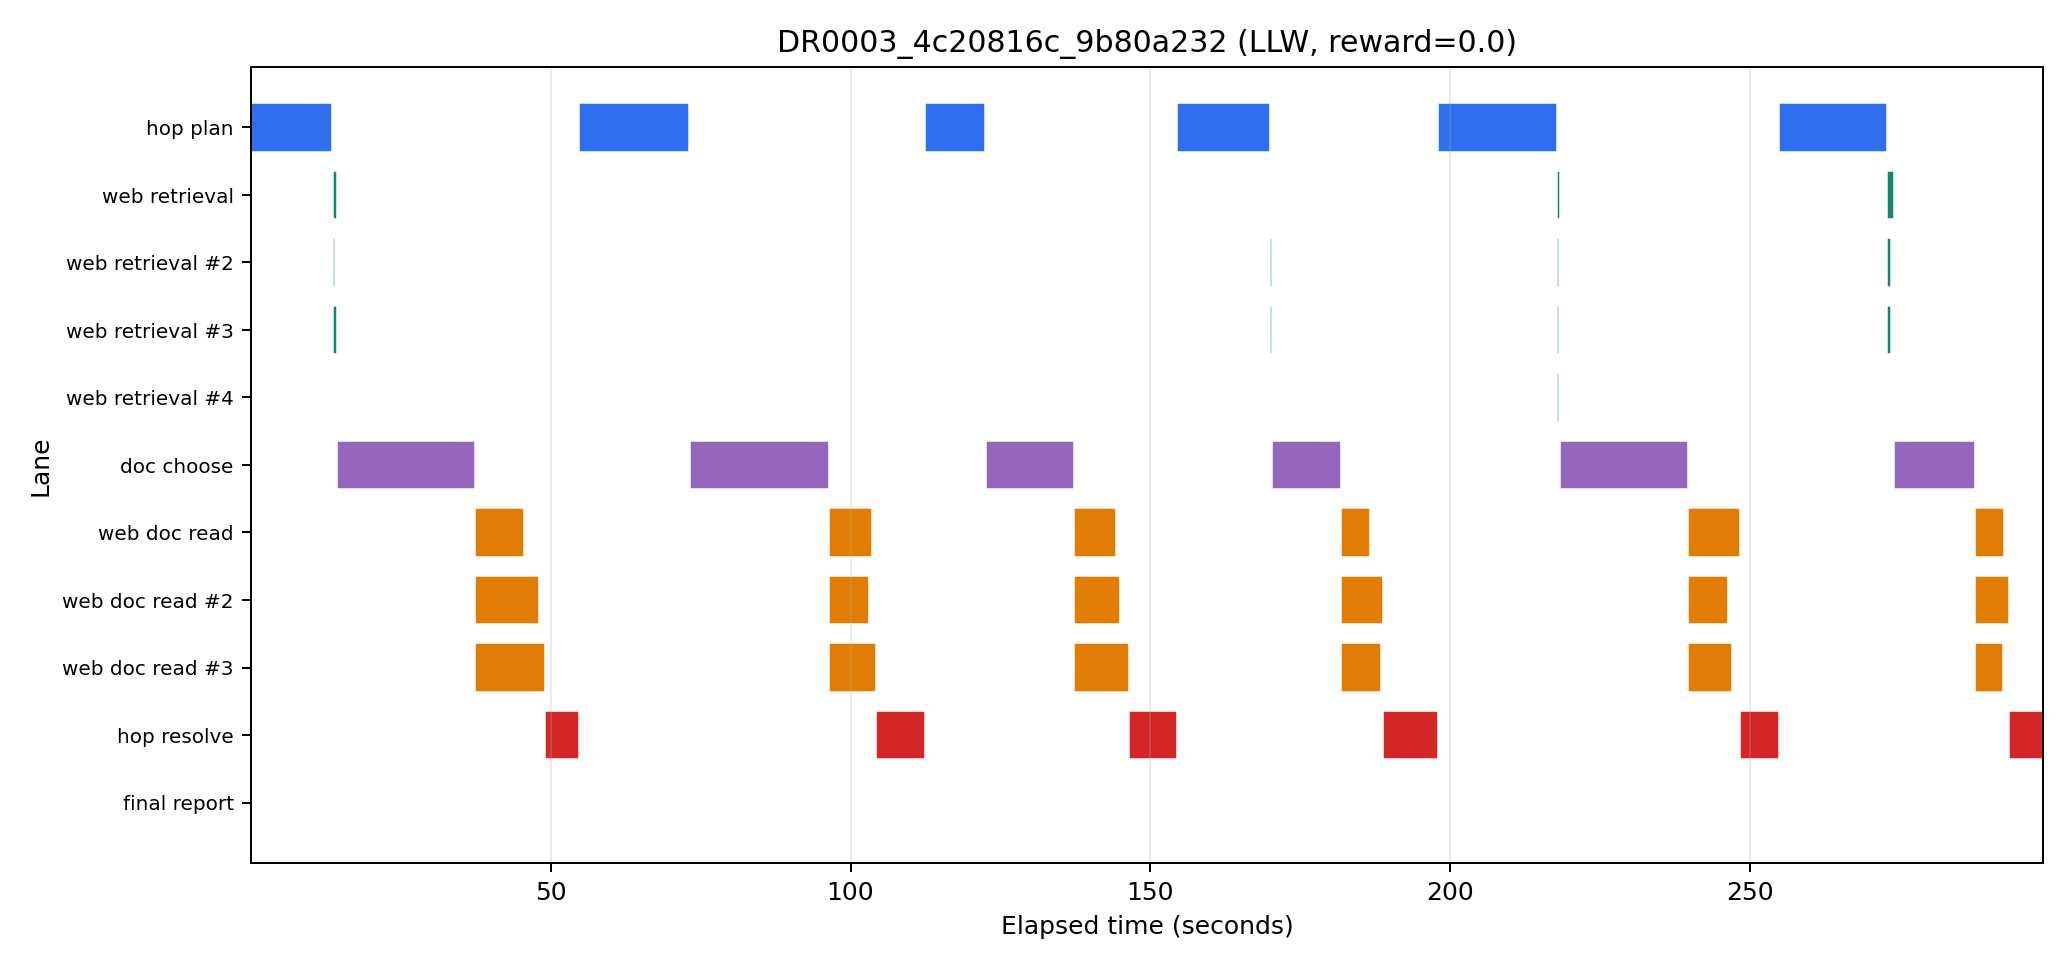 DR0003_4c20816c_9b80a232 (LLW, reward=0.0)
hop plan
web retrieval
web retrieval #2
web retrieval #3
web retrieval #4
doc choose
web doc read
web doc read #2
web doc read #3
hop resolve
final report
Lane
50 100 150 200 250
Elapsed time (seconds)